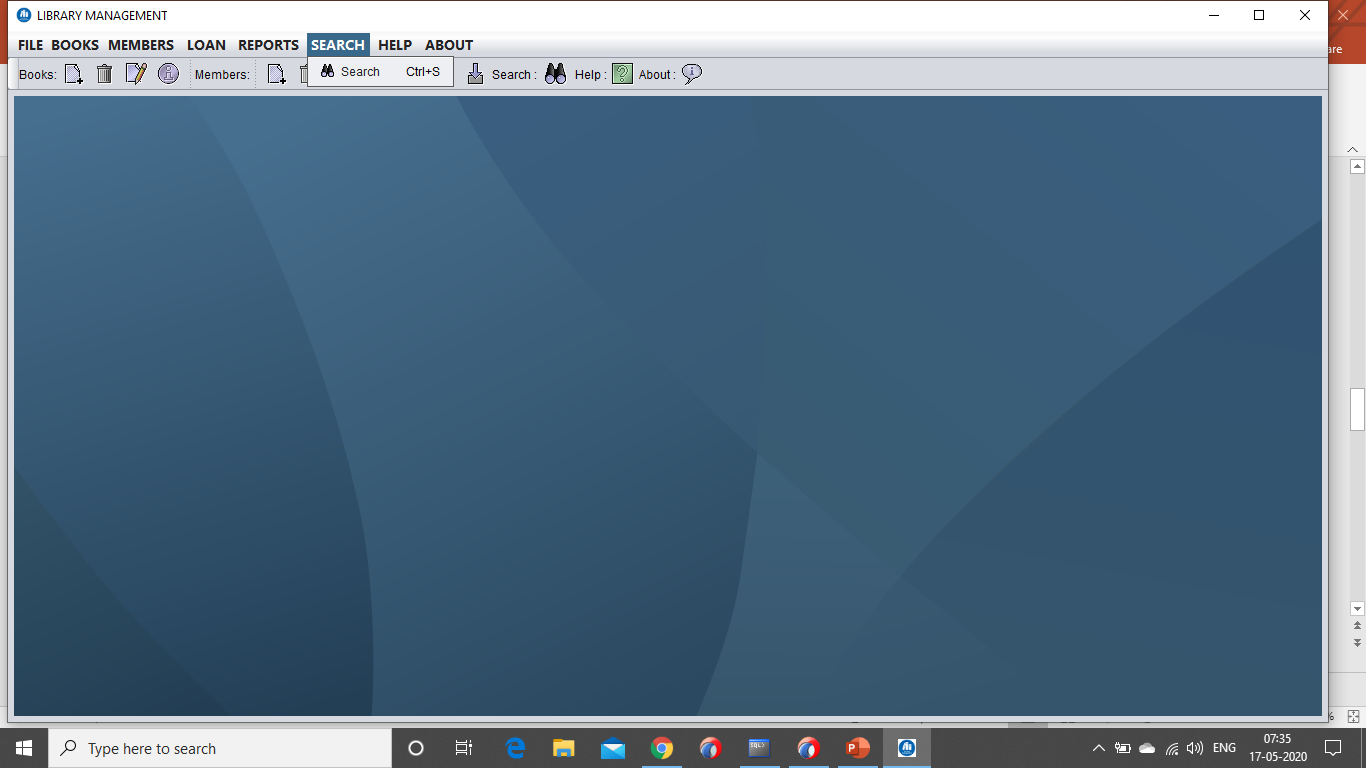 LIBRARY MANAGEMENT
are
FILE BOOKS MEMBERS LOAN REPORTS SEARCH HELP ABOUT
Search Ctrl+S
Books: Members: Search : Help : ? About : i
%
SQL>
P
Type here to search
ENG
07:35
17-05-2020